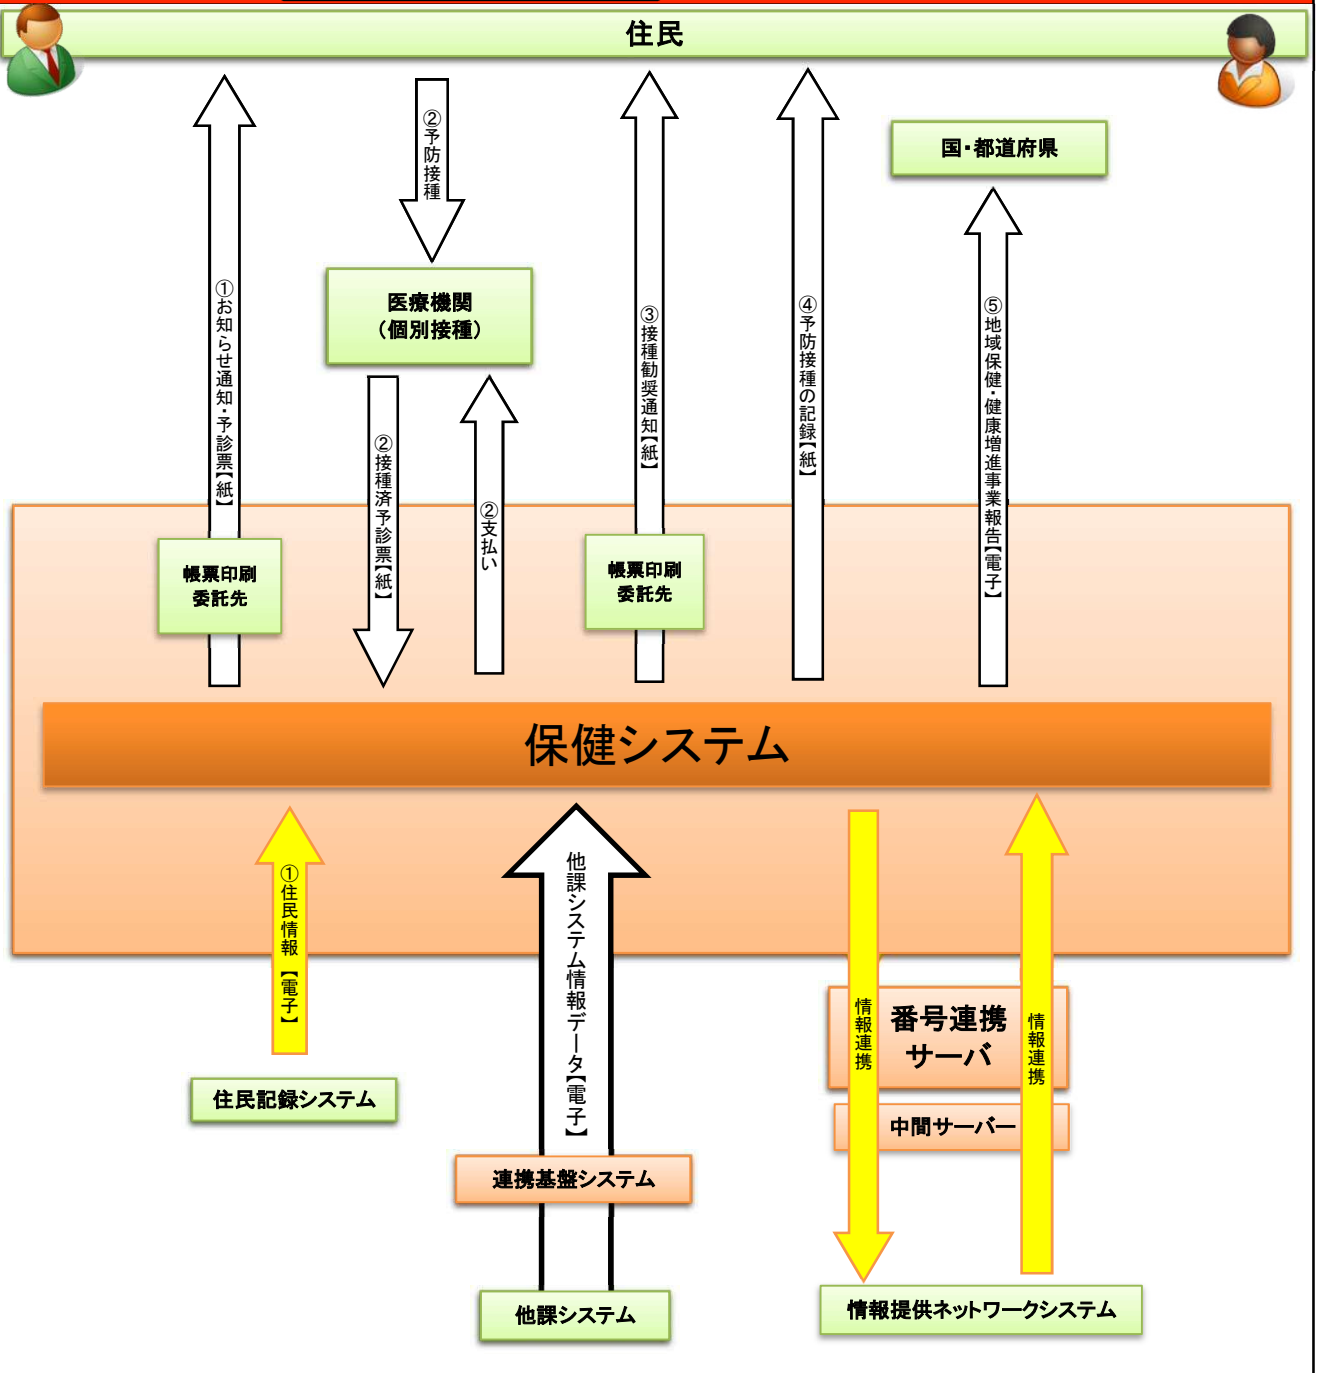 住民
②予防接種
国・都道府県
医療機関
（個別接種）
①お知らせ通知・予診票【紙】
③接種勧奨通知【紙】
④予防接種の記録【紙】
⑤地域保健・健康増進事業報告【電子】
②接種済予診票【紙】
②支払い
帳票印刷
委託先
帳票印刷
委託先
保健システム
①住民情報　【電子】
他課システム情報データ【電子】
情報連携
番号連携
サーバ
情報連携
住民記録システム
中間サーバー
連携基盤システム
他課システム
情報提供ネットワークシステム